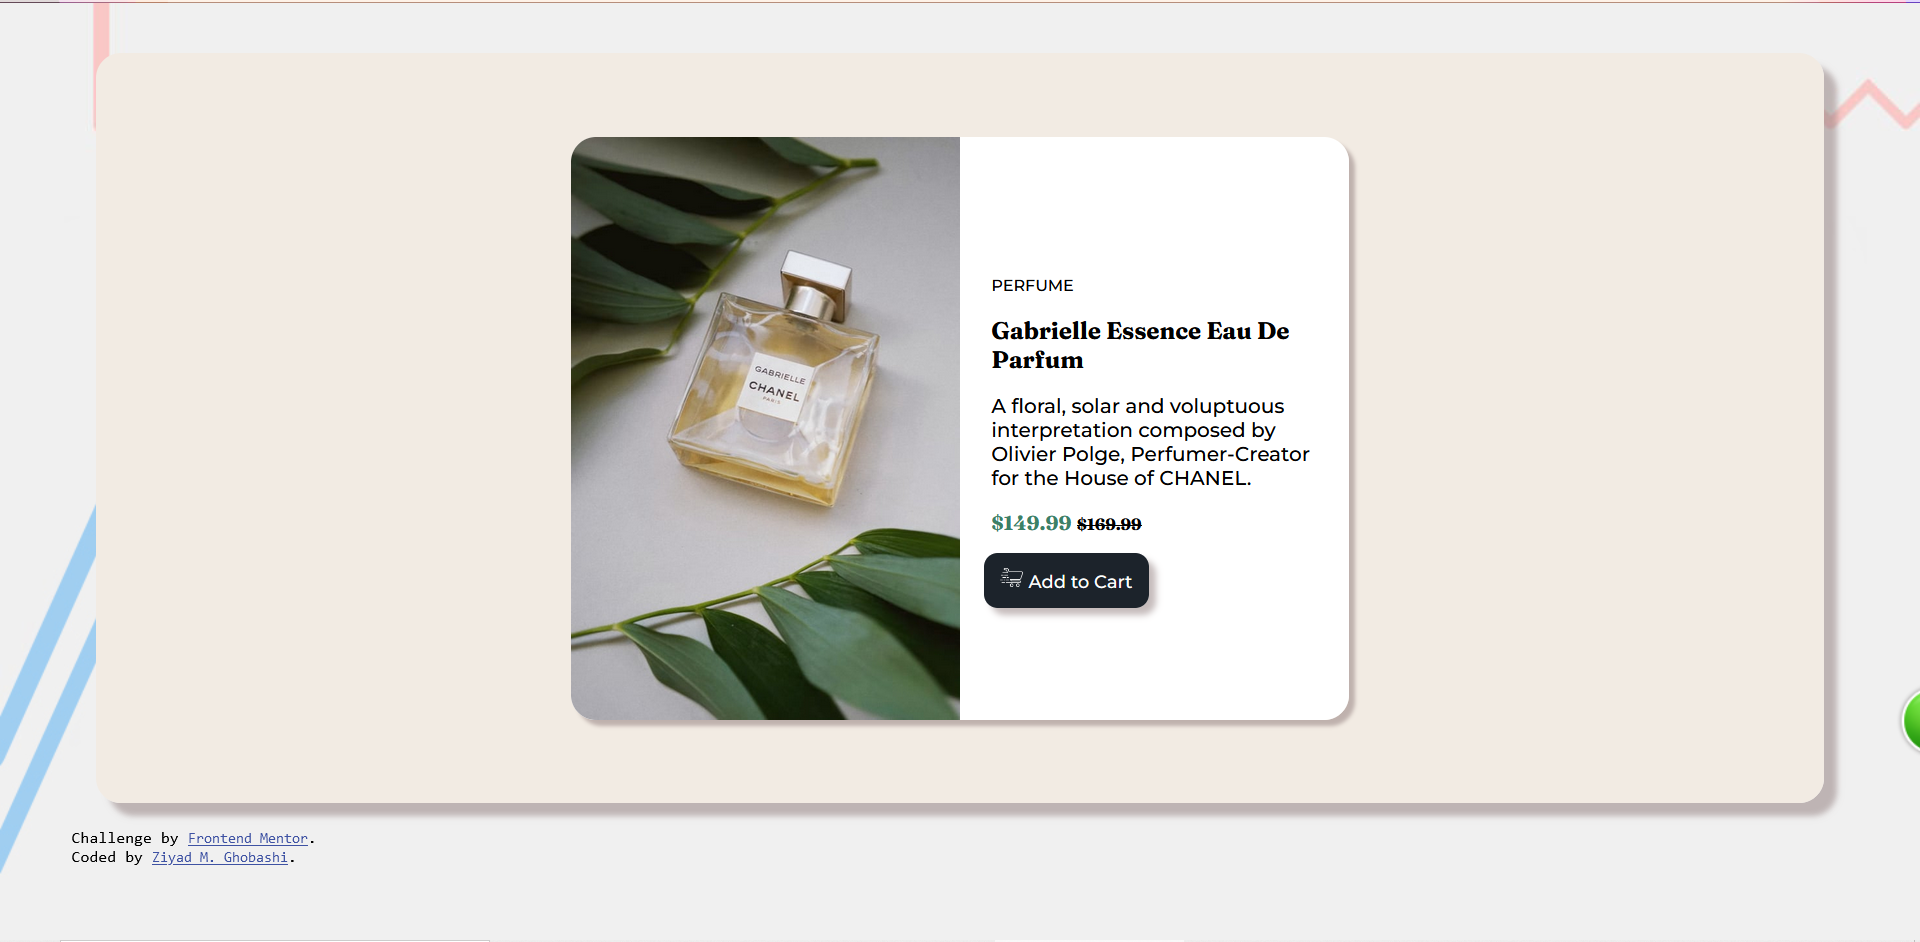 GABRIELLE
CHANEL
PARIS
PERFUME
Gabrielle Essence Eau De
Parfum
A floral, solar and voluptuous
interpretation composed by
Olivier Polge, Perfumer-Creator
for the House of CHANEL.
$149.99 $169.99
Add to Cart
Challenge by Frontend Mentor.
Coded by Ziyad M. Ghobashi.